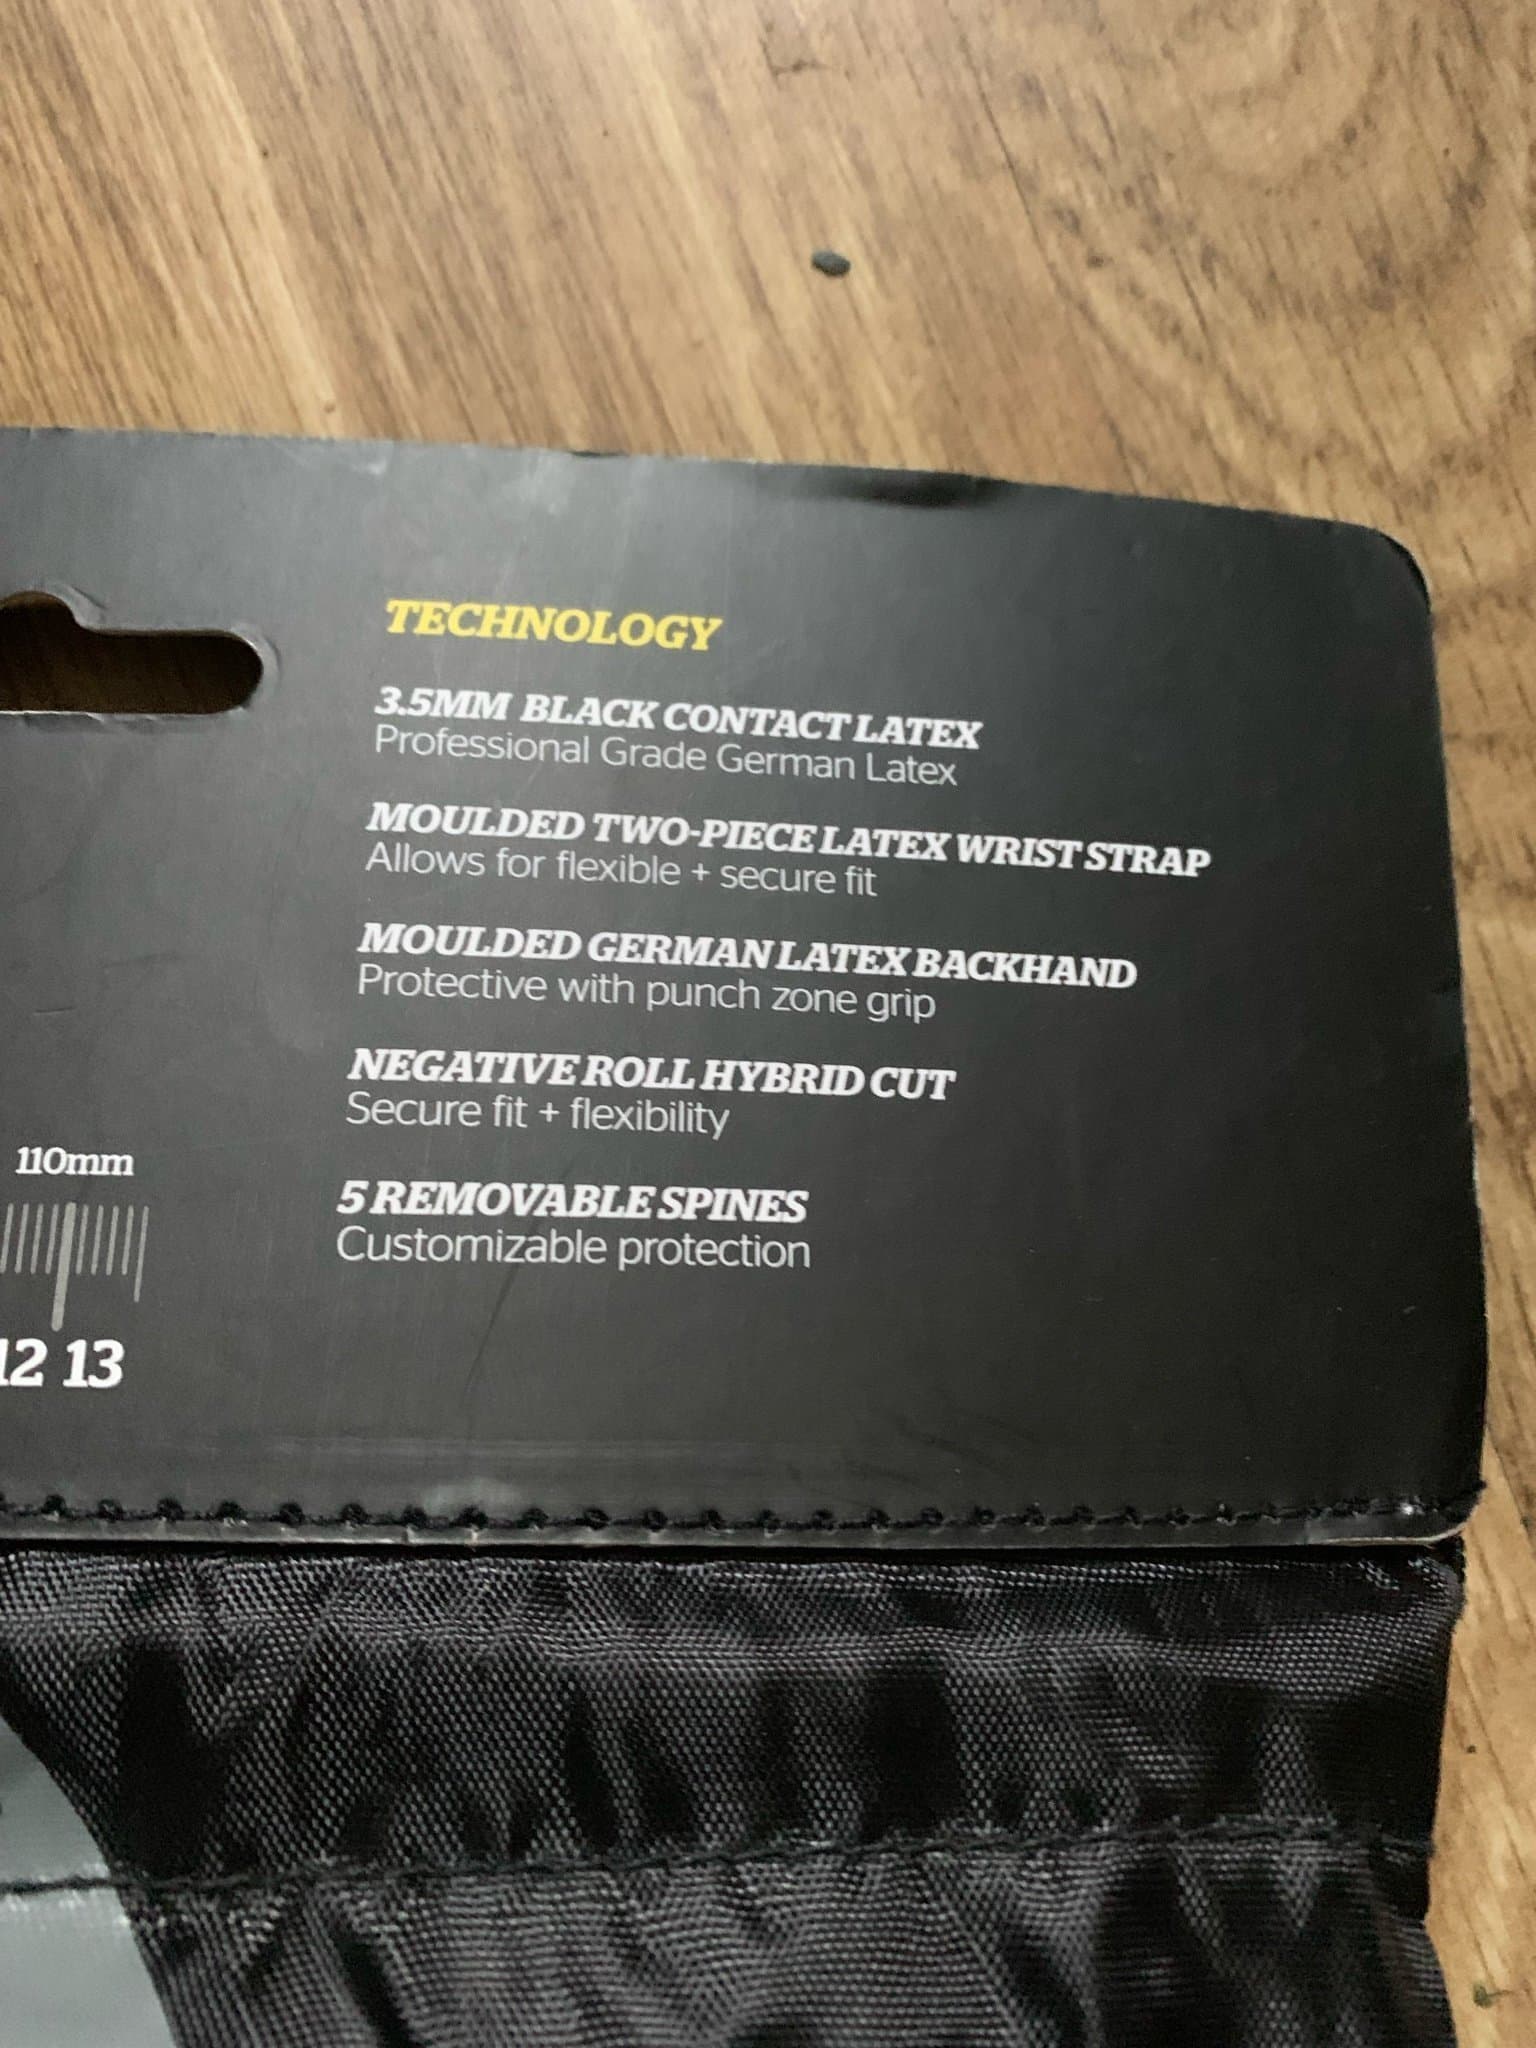 TECHNOLOGY
3.5MM BLACK CONTACT LATEX
Professional Grade German Latex
MOULDED TWO-PIECE LATEX WRIST STRAP
Allows for flexible + secure fit
MOULDED GERMAN LATEX BACKHAND
Protective with punch zone grip
NEGATIVE ROLL HYBRID CUT
Secure fit + flexibility
5 REMOVABLE SPINES
Customizable protection
110mm
12 13